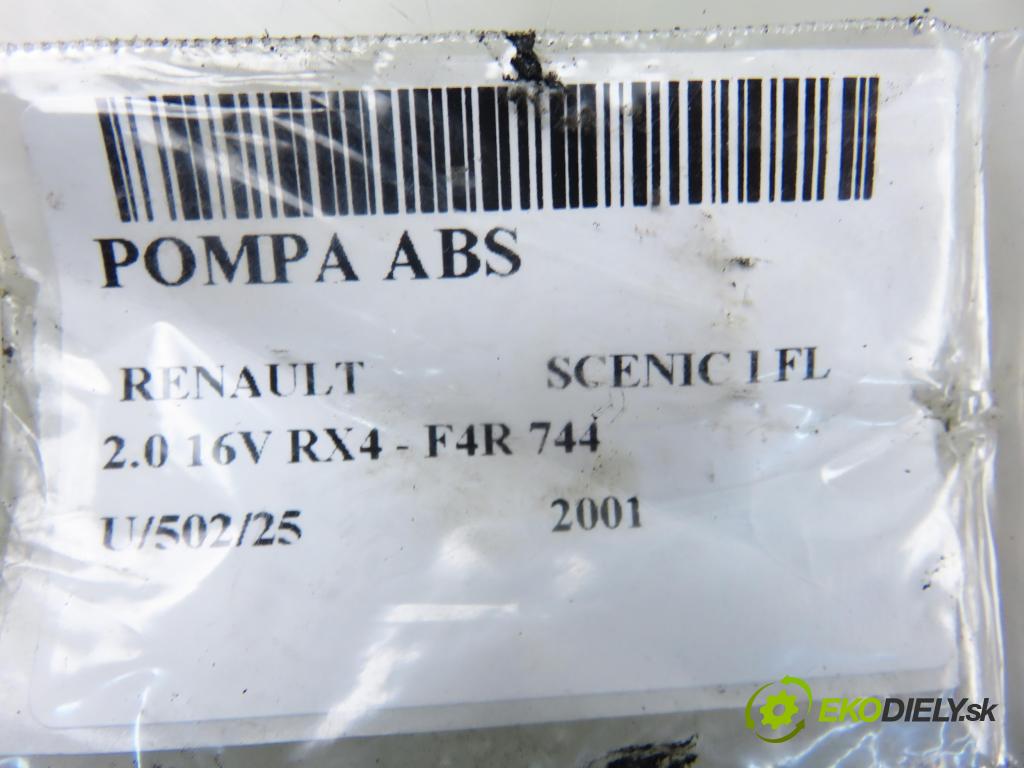 POMPA ABS
RENAULT SCENIC I FL
2.0 16V RX4 - F4R 744
U/502/25 2001
EKODIELY.sk